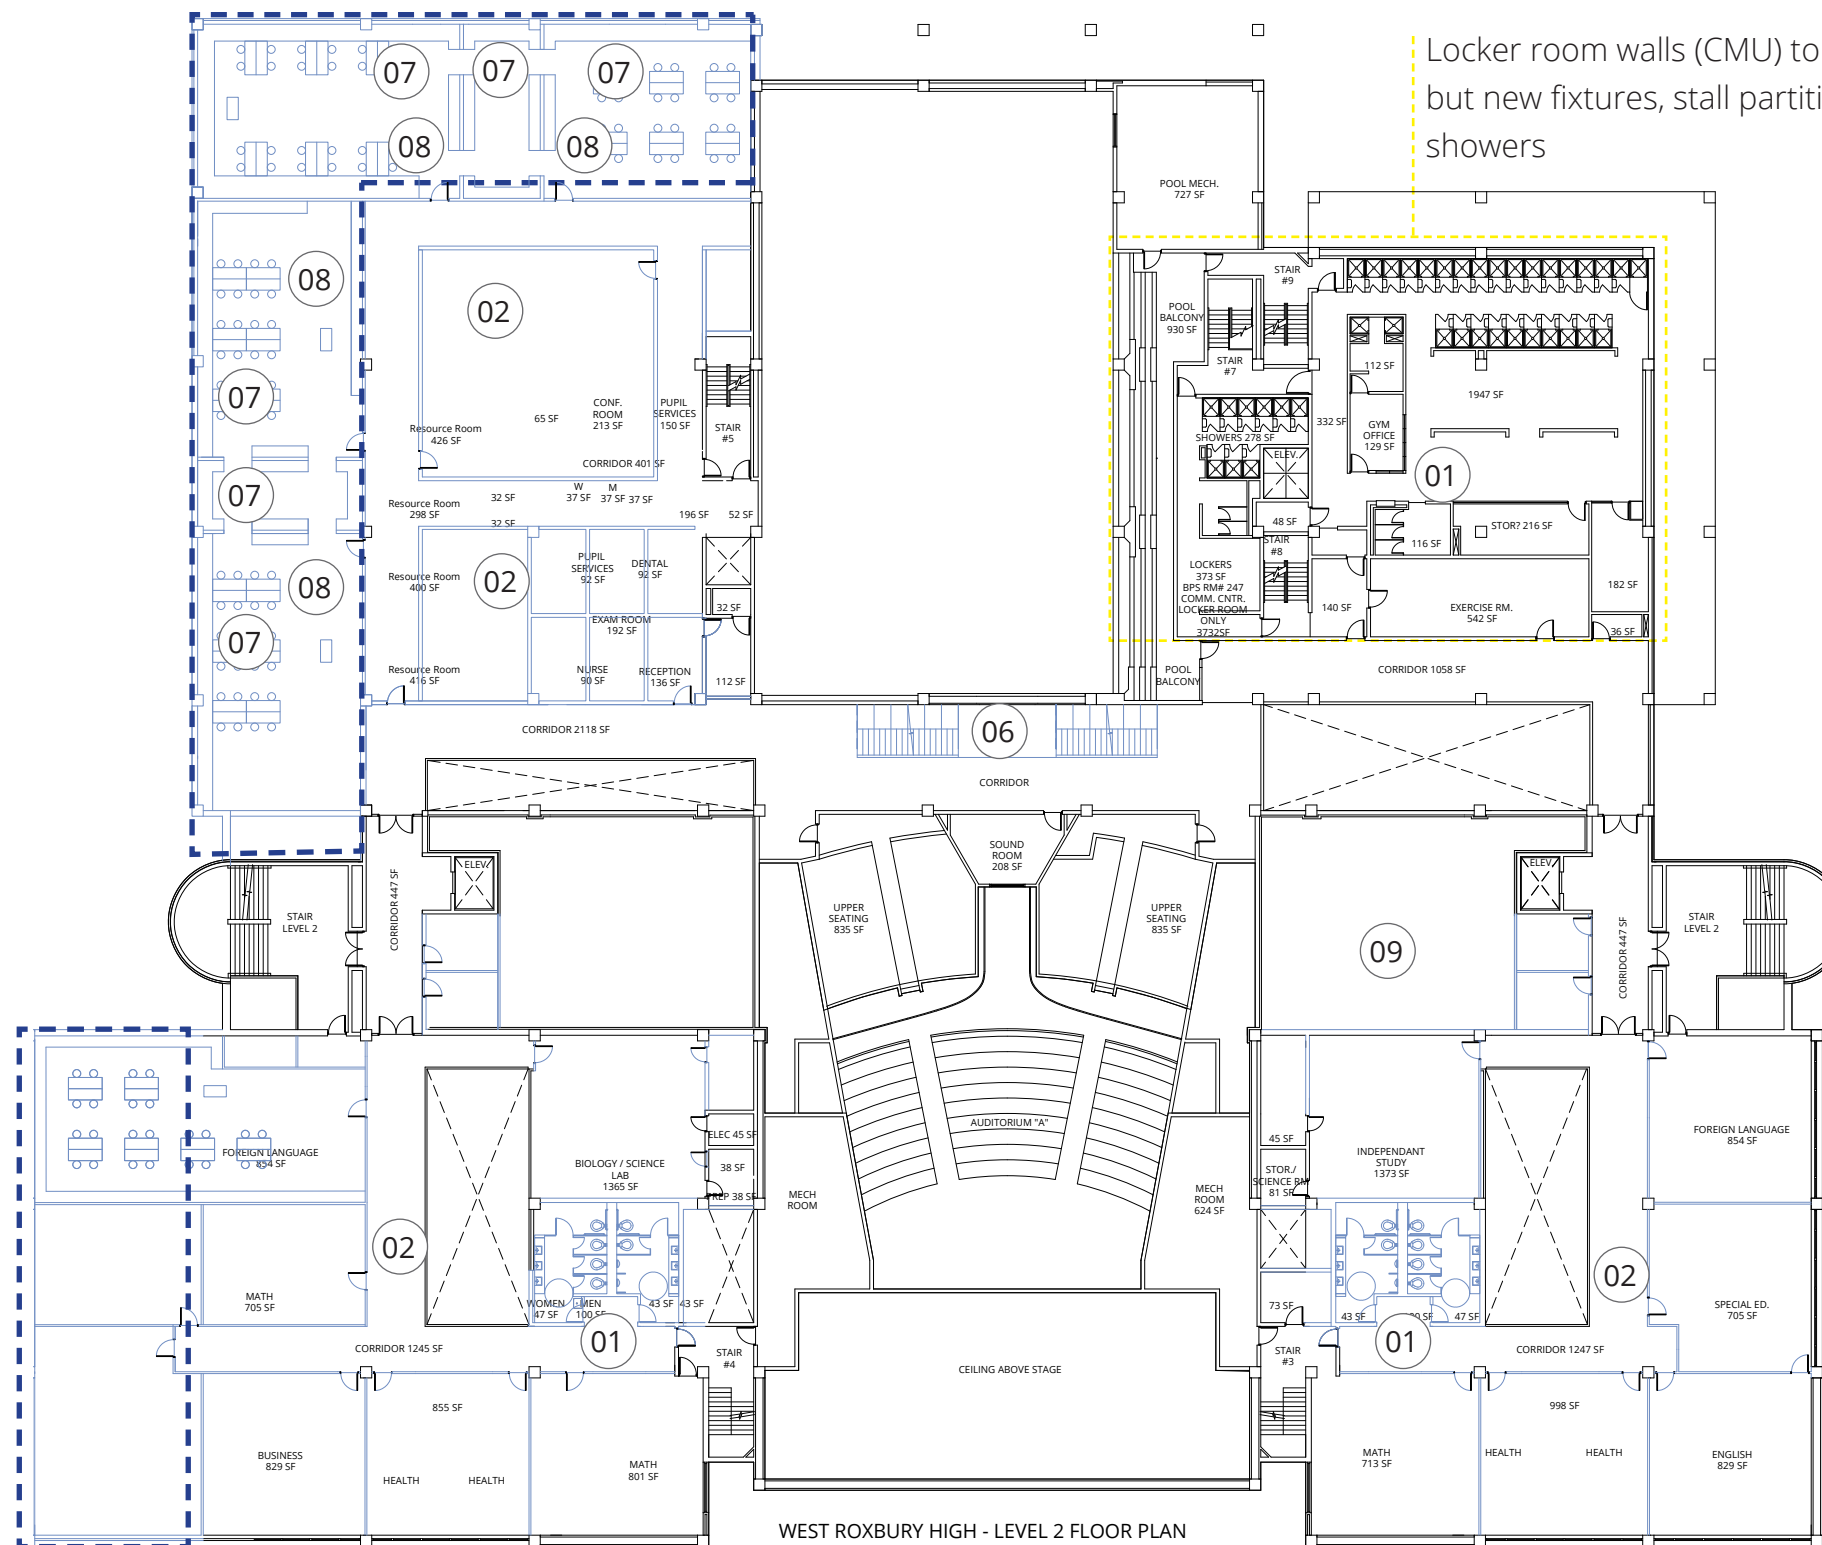 Locker room walls (CMU) to
but new fixtures, stall partiti
showers
07
07
07
08
08
POOL MECH.
727 SF
08
02
STAIR
#9
POOL
BALCONY
930 SF
STAIR
#7
112 SF
1947 SF
07
65 SF
CONF.
ROOM
213 SF
PUPIL
SERVICES
150 SF
Resource Room
426 SF
STAIR
#5
CORRIDOR 401 SF
332 SF
GYM
OFFICE
129 SF
SHOWERS 278 SF
ELEV.
01
07
32 SF
W
37 SF
M
37 SF
37 SF
Resource Room
298 SF
196 SF
52 SF
32 SF
48 SF
STOR? 216 SF
116 SF
STAIR
#8
08
02
Resource Room
400 SF
PUPIL
SERVICES
92 SF
DENTAL
92 SF
LOCKERS
373 SF
BPS RM# 247
COMM. CNTR.
LOCKER ROOM
ONLY
3732SF
182 SF
32 SF
140 SF
EXERCISE RM.
542 SF
EXAM ROOM
192 SF
36 SF
07
Resource Room
416 SF
NURSE
90 SF
RECEPTION
136 SF
112 SF
POOL
BALCONY
CORRIDOR 1058 SF
CORRIDOR 2118 SF
06
CORRIDOR
SOUND
ROOM
208 SF
ELEV.
ELEV.
CORRIDOR 447 SF
STAIR
LEVEL 2
UPPER
SEATING
835 SF
UPPER
SEATING
835 SF
09
CORRIDOR 447 SF
STAIR
LEVEL 2
FOREIGN LANGUAGE
854 SF
BIOLOGY / SCIENCE
LAB
1365 SF
ELEC 45 SF
38 SF
PREP 38 SF
MECH
ROOM
AUDITORIUM "A"
MECH
ROOM
624 SF
45 SF
STOR./
SCIENCE RM
81 SF
INDEPENDANT
STUDY
1373 SF
FOREIGN LANGUAGE
854 SF
02
02
MATH
705 SF
WOMEN
47 SF
MEN
100 SF
43 SF
43 SF
73 SF
43 SF
47 SF
SPECIAL ED.
705 SF
01
01
CORRIDOR 1245 SF
STAIR
#4
CEILING ABOVE STAGE
STAIR
#3
CORRIDOR 1247 SF
855 SF
998 SF
BUSINESS
829 SF
HEALTH
HEALTH
MATH
801 SF
MATH
713 SF
HEALTH
HEALTH
ENGLISH
829 SF
WEST ROXBURY HIGH - LEVEL 2 FLOOR PLAN